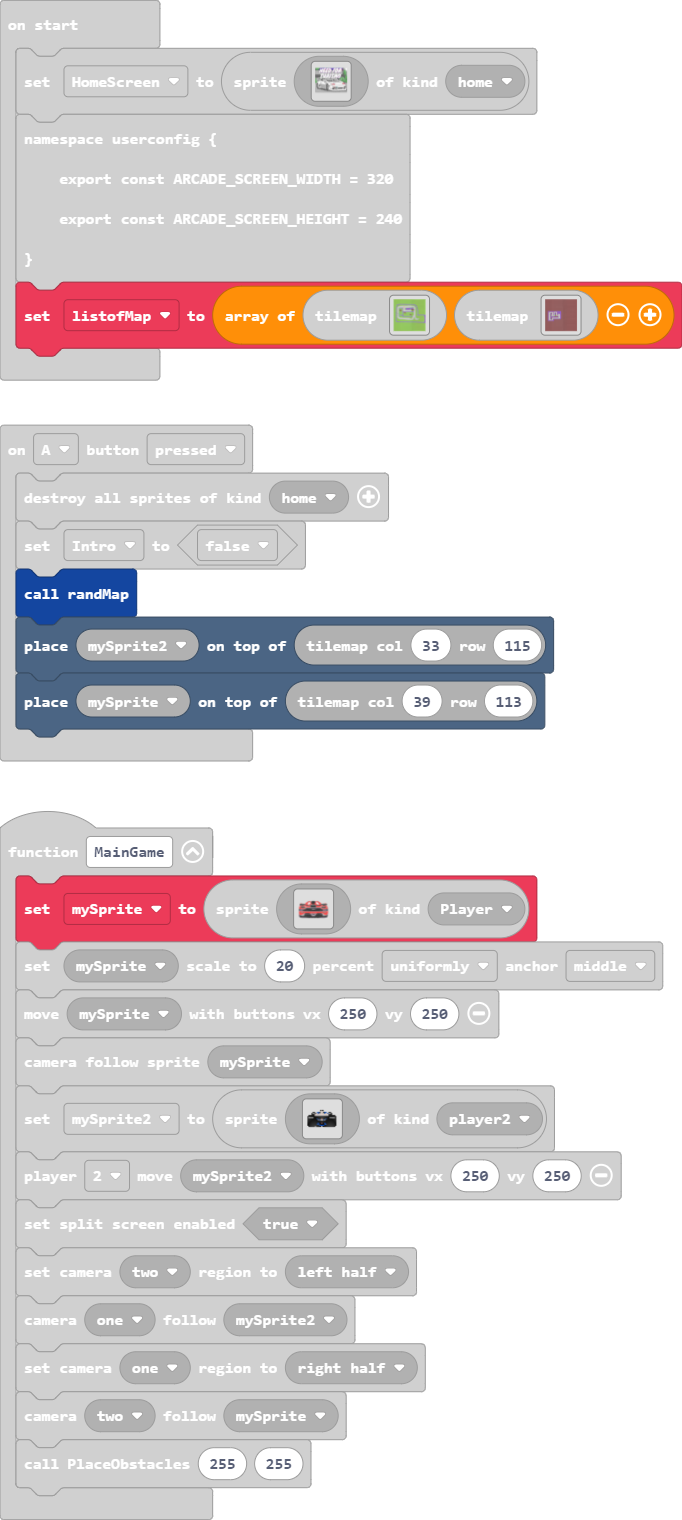 on start
set HomeScreen to sprite of kind home
namespace userconfig {
export const ARCADE_SCREEN_WIDTH = 320
export const ARCADE_SCREEN_HEIGHT = 240
}
set listofMap to array of tilemap tilemap
on A button pressed
destroy all sprites of kind home
set Intro to false
call randMap
place mySprite2 on top of tilemap col 33 row 115
place mySprite on top of tilemap col 39 row 113
function MainGame
set mySprite to sprite of kind Player
set mySprite scale to 20 percent uniformly anchor middle
move mySprite with buttons vx 250 vy 250
camera follow sprite mySprite
set mySprite2 to sprite of kind player2
player 2 move mySprite2 with buttons vx 250 vy 250
set split screen enabled true
set camera two region to left half
camera one follow mySprite2
set camera one region to right half
camera two follow mySprite
call PlaceObstacles 255 255